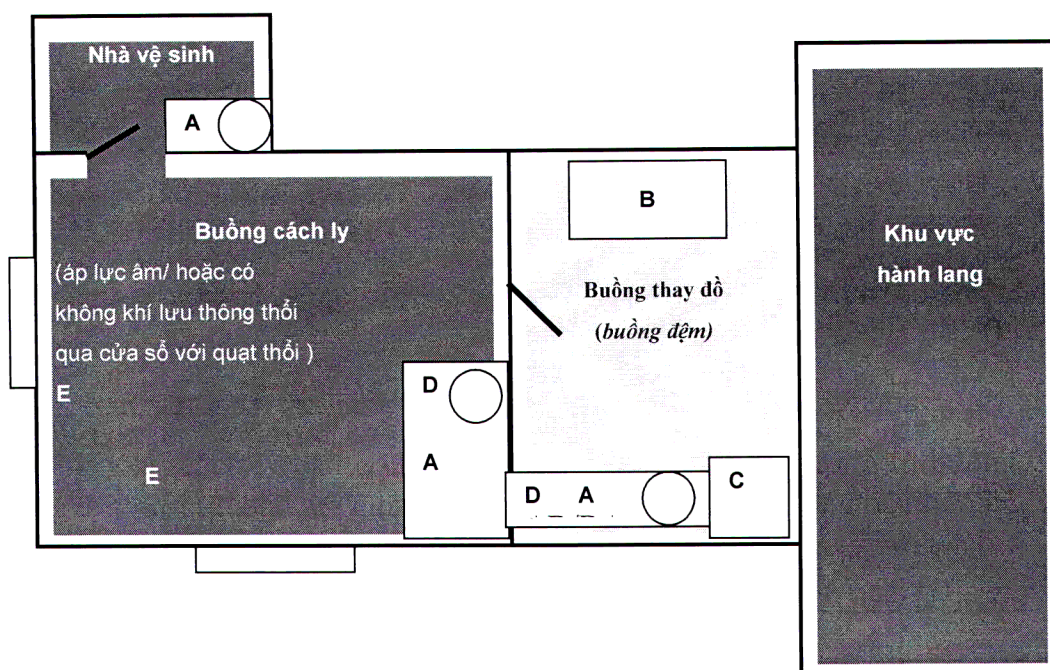 Nhà vệ sinh
A
Buồng cách ly
(áp lực âm/ hoặc có
không khí lưu thông thổi
qua cửa sổ với quạt thổi )
E
E
D
A
B
Buồng thay đồ
(buồng đệm)
D A
C
Khu vực
hành lang